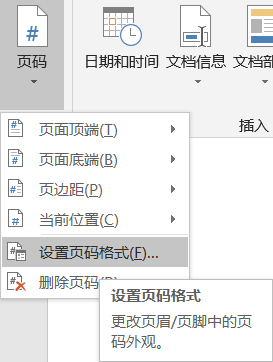 页码
日期和时间
文档信息
文档部
插入
页面顶端(T)
页面底端(B)
页边距(P)
当前位置(C)
设置页码格式(F)...
删除页码(R)
设置页码格式
更改页眉/页脚中的页
码外观。